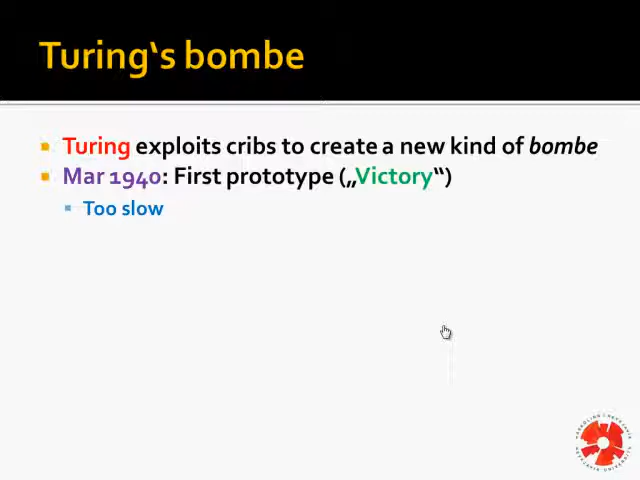 Turing‘s bombe
Turing exploits cribs to create a new kind of bombe
Mar 1940: First prototype („Victory“)
Too slow